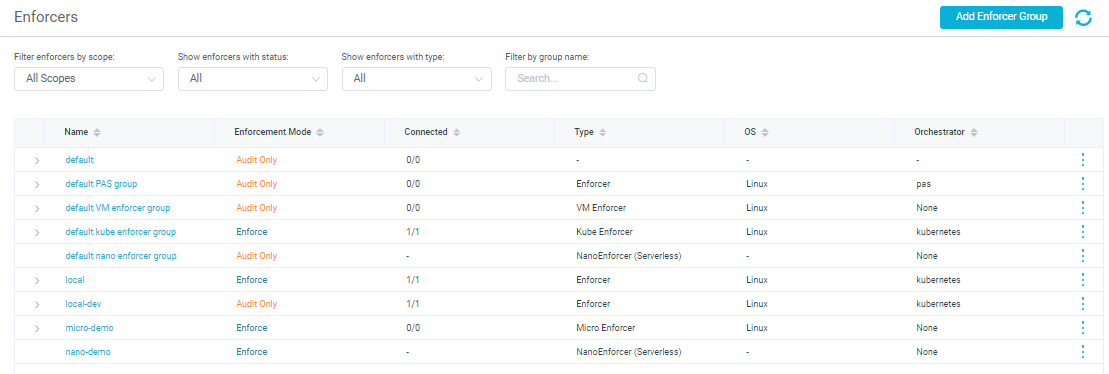 Enforcers
Add Enforcer Group
Filter enforcers by scope: Show enforcers with status: Show enforcers with type: Filter by group name:
All Scopes All All Search...
Name Enforcement Mode Connected Type OS Orchestrator
default Audit Only 0/0 - - -
default PAS group Audit Only 0/0 Enforcer Linux pas
default VM enforcer group Audit Only 0/0 VM Enforcer Linux None
default kube enforcer group Enforce 1/1 Kube Enforcer Linux kubernetes
default nano enforcer group Audit Only - NanoEnforcer (Serverless) - None
local Enforce 1/1 Enforcer Linux kubernetes
local-dev Audit Only 1/1 Enforcer Linux kubernetes
micro-demo Enforce 0/0 Micro Enforcer Linux None
nano-demo Enforce - NanoEnforcer (Serverless) - None